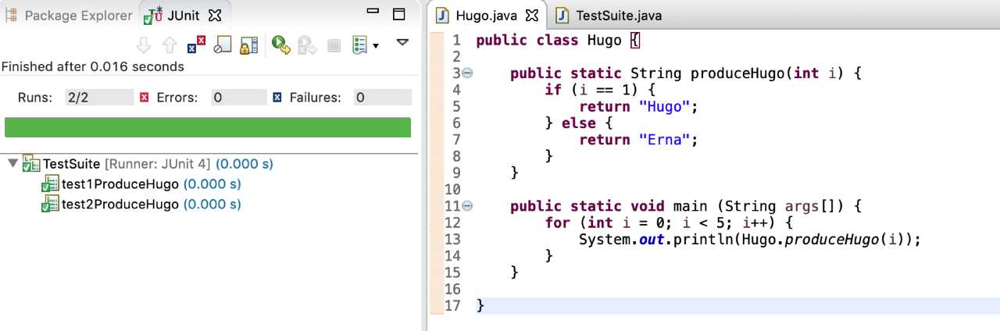 Package Explorer JUnit
Finished after 0.016 seconds
Runs: 2/2 Errors: 0 Failures: 0
TestSuite [Runner: JUnit 4] (0.000 s)
test1ProduceHugo (0.000 s)
test2ProduceHugo (0.000 s)
Hugo.java TestSuite.java
1 public class Hugo {
2
3 public static String produceHugo(int i) {
4 if (i == 1) {
5 return "Hugo";
6 } else {
7 return "Erna";
8 }
9 }
10
11 public static void main (String args[]) {
12 for (int i = 0; i < 5; i++) {
13 System.out.println(Hugo.produceHugo(i));
14 }
15 }
16
17 }